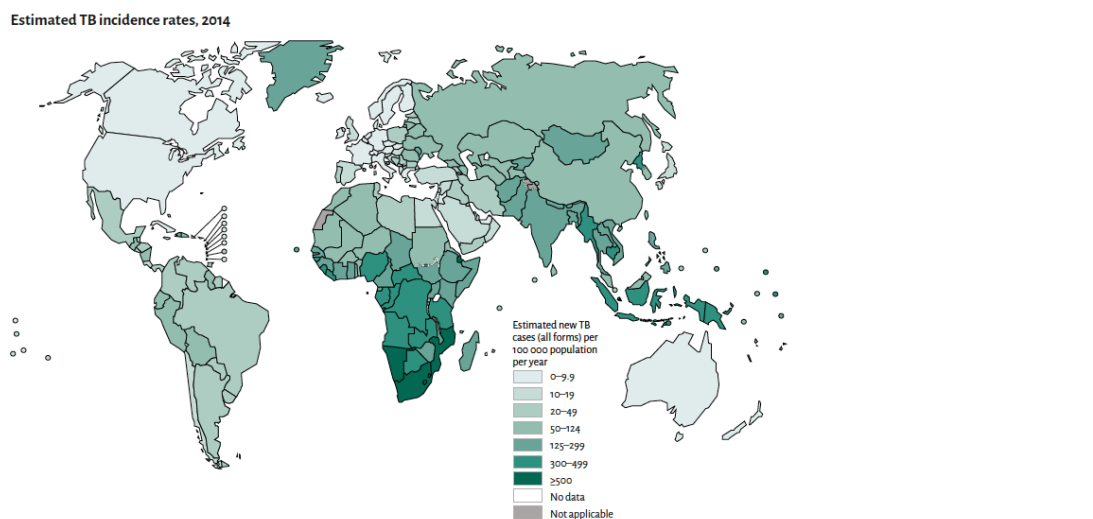 Estimated TB incidence rates, 2014
Estimated new TB
cases (all forms) per
100 000 population
per year
0–9.9
10–19
20–49
50–124
125–299
300–499
≥500
No data
Not applicable